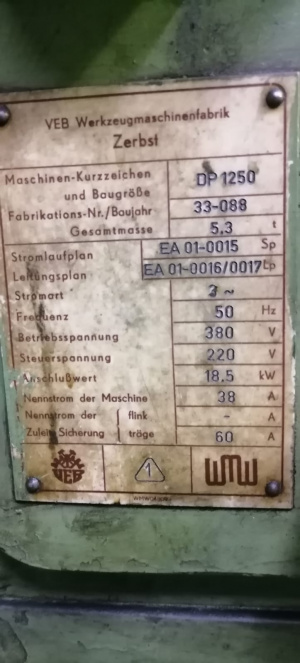 VEB Werkzeugmaschinenfabrik
Zerbst
Maschinen-Kurzzeichen und Baugröße DP 1250
Fabrikations-Nr./Baujahr 33-088
Gesamtmasse 5,3 t
Stromlaufplan EA 01-0015 Sp
Leitungsplan EA 01-0016/0017 Lp
Stromart 3 ~
Frequenz 50 Hz
Betriebsspannung 380 V
Steuerspannung 220 V
Anschlußwert 18,5 kW
Nennstrom der Maschine 38 A
Nennstrom der flink - A
Zuleit. Sicherung träge 60 A
VEB 1 WMW